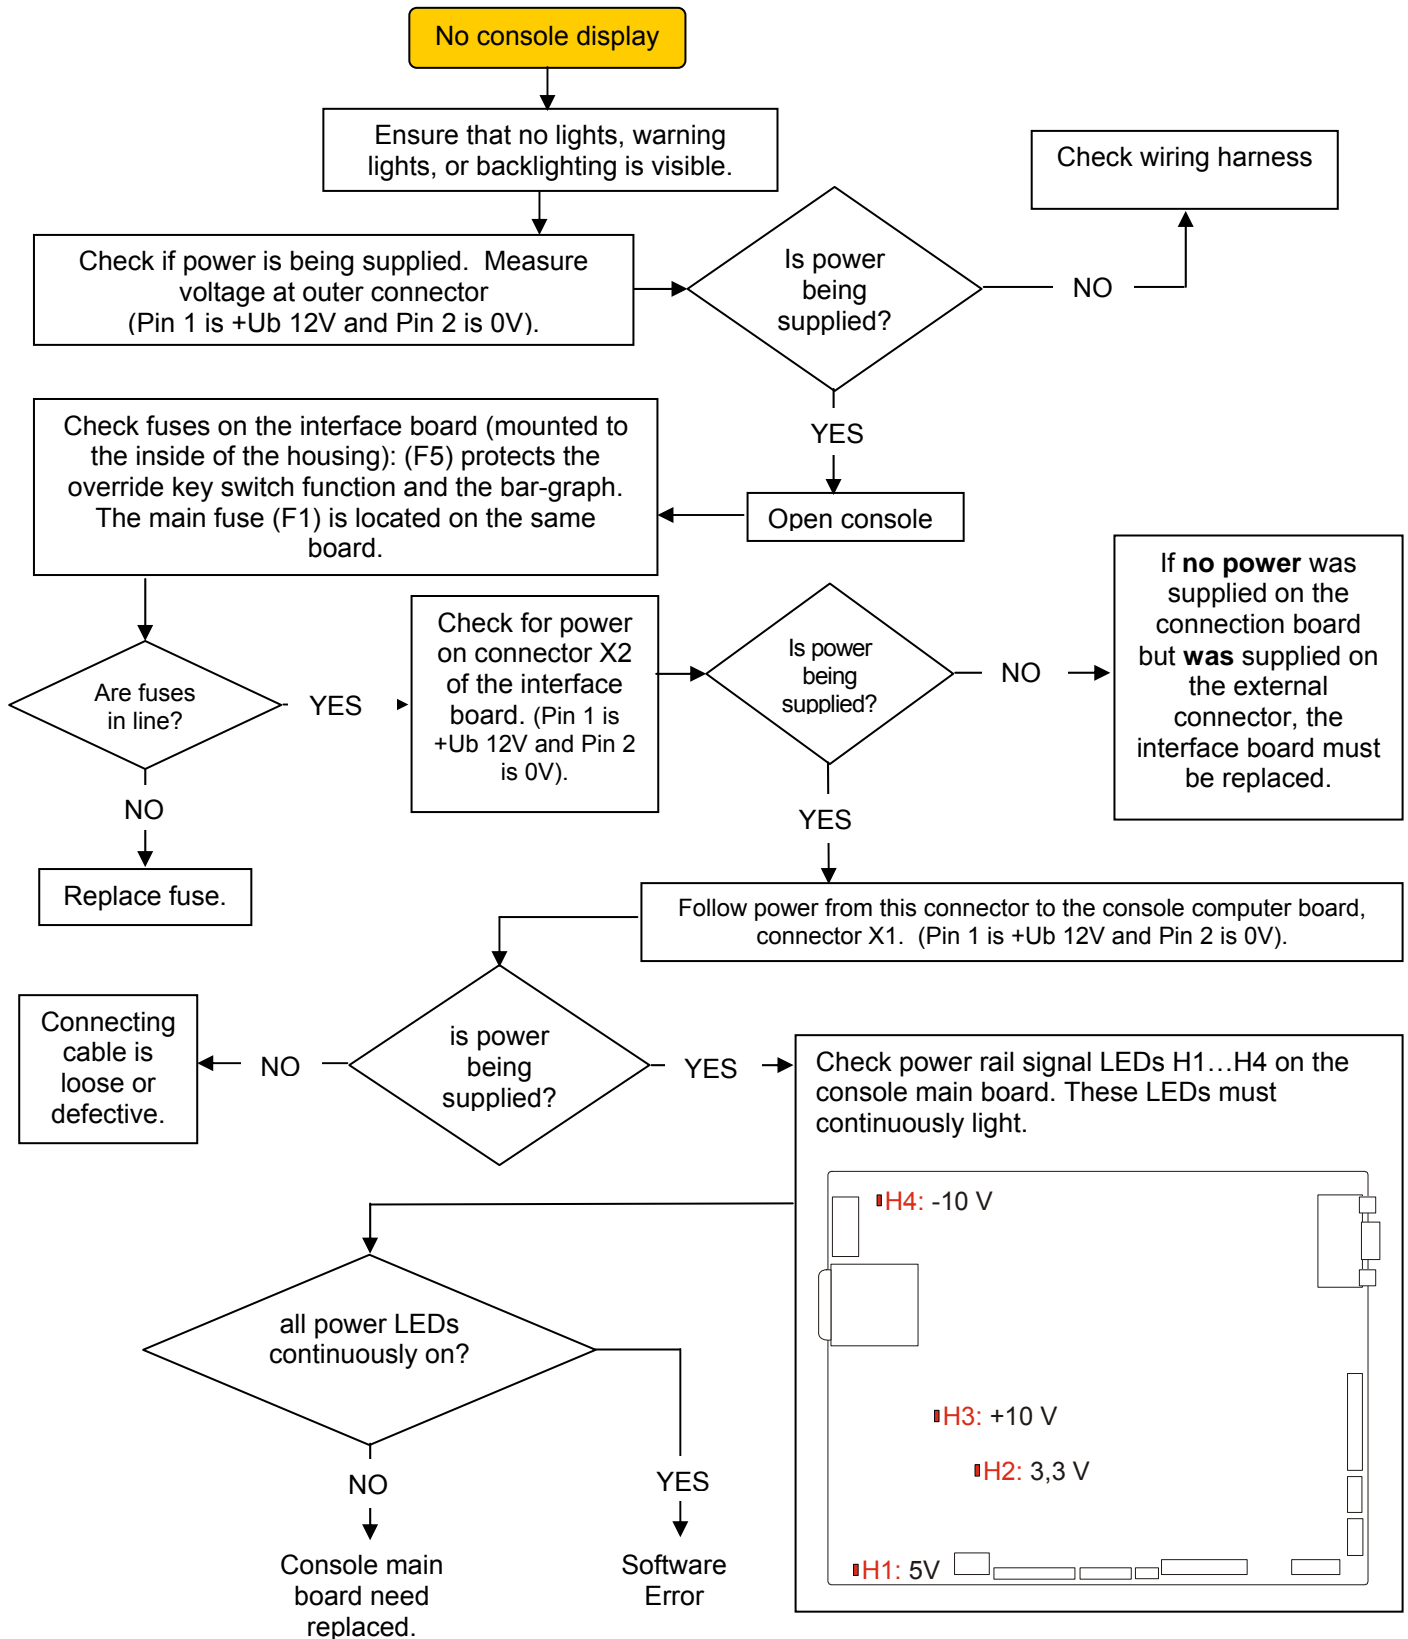 No console display
Ensure that no lights, warning
lights, or backlighting is visible.
Check wiring harness
Check if power is being supplied.  Measure
voltage at outer connector
(Pin 1 is +Ub 12V and Pin 2 is 0V).
Is power
being
supplied?
NO
YES
Open console
Check fuses on the interface board (mounted to
the inside of the housing): (F5) protects the
override key switch function and the bar-graph.
The main fuse (F1) is located on the same
board.
Are fuses
in line?
YES
NO
Replace fuse.
Check for power
on connector X2
of the interface
board. (Pin 1 is
+Ub 12V and Pin 2
is 0V).
Is power
being
supplied?
NO
If no power was
supplied on the
connection board
but was supplied on
the external
connector, the
interface board must
be replaced.
YES
Follow power from this connector to the console computer board,
connector X1.  (Pin 1 is +Ub 12V and Pin 2 is 0V).
is power
being
supplied?
NO
Connecting
cable is
loose or
defective.
YES
Check power rail signal LEDs H1…H4 on the
console main board. These LEDs must
continuously light.
H4: -10 V
H3: +10 V
H2: 3,3 V
H1: 5V
all power LEDs
continuously on?
NO
Console main
board need
replaced.
YES
Software
Error